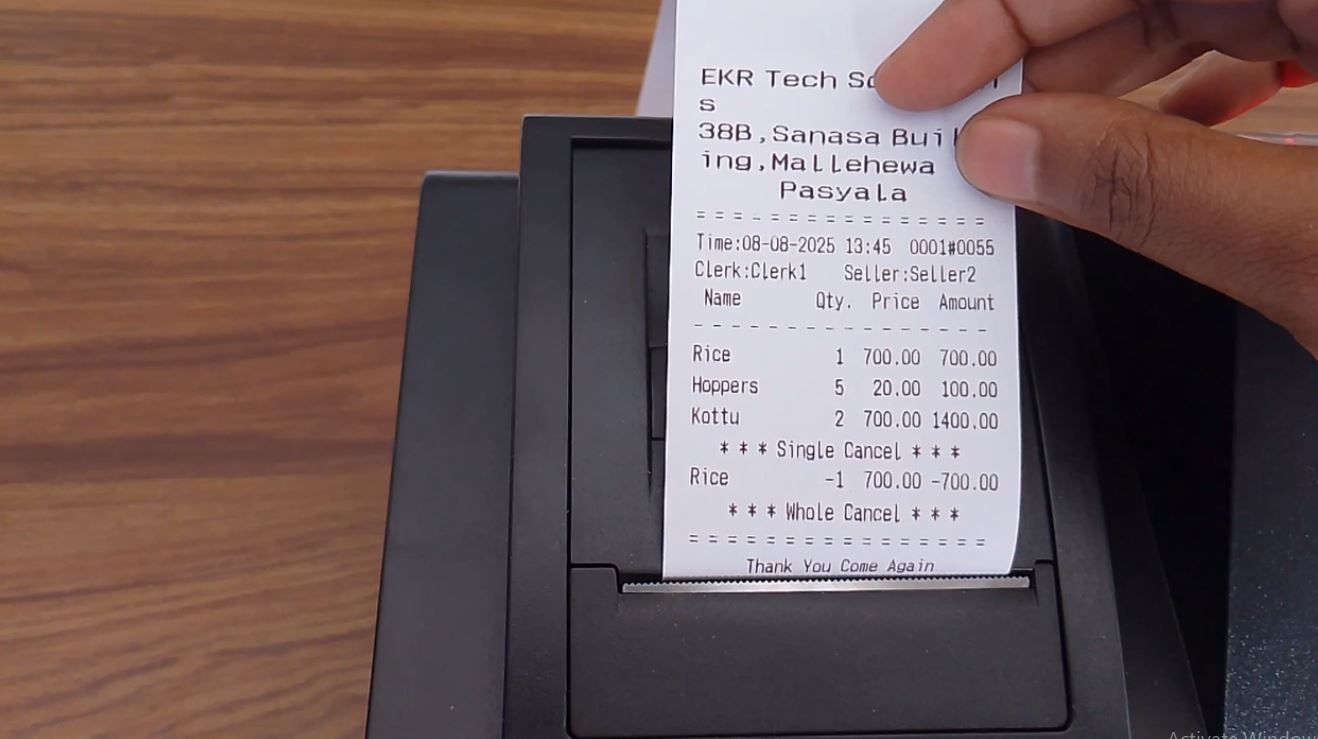 EKR Tech
s
38B,Sanasa
ing,Mallehewa
Pasyala
===============
Time:08-08-2025 13:45 0001#0055
Clerk:Clerk1 Seller:Seller2
Name Qty. Price Amount
---------------
Rice 1 700.00 700.00
Hoppers 5 20.00 100.00
Kottu 2 700.00 1400.00
* * * Single Cancel * * *
Rice -1 700.00 -700.00
* * * Whole Cancel * * *
===============
Thank You Come Again
Activate Windows